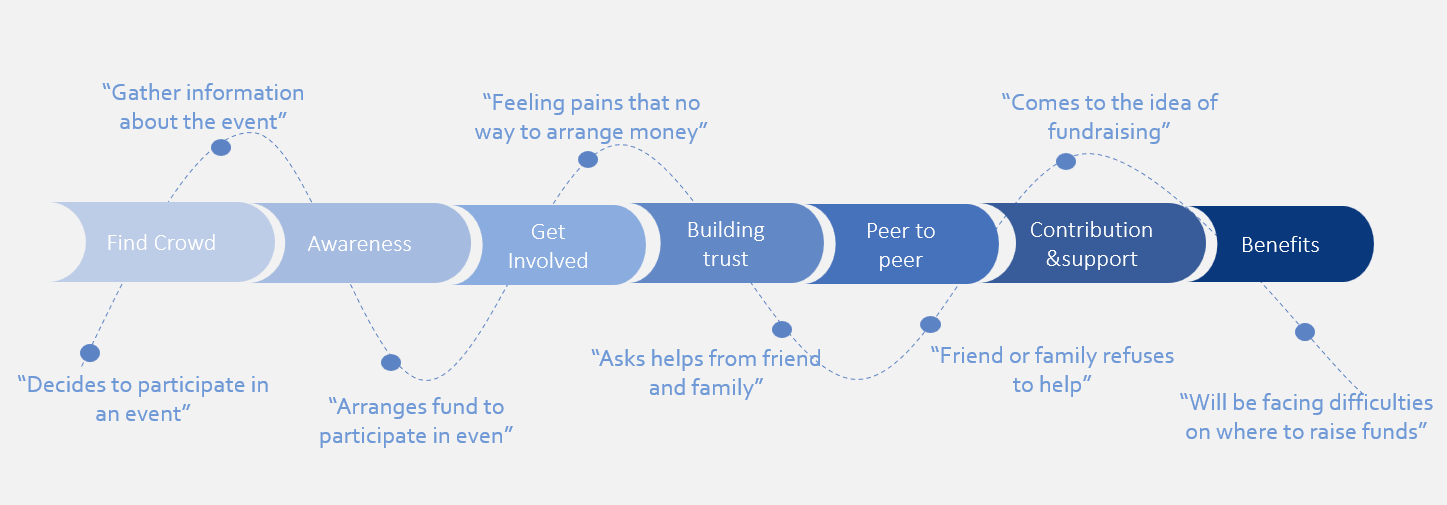 “Gather information
about the event”
“Feeling pains that no
way to arrange money”
“Comes to the idea of
fundraising”
Find Crowd
Awareness
Get
Involved
Building
trust
Peer to
peer
Contribution
&support
Benefits
“Decides to participate in
an event”
“Arranges fund to
participate in even”
“Asks helps from friend
and family”
“Friend or family refuses
to help”
“Will be facing difficulties
on where to raise funds”